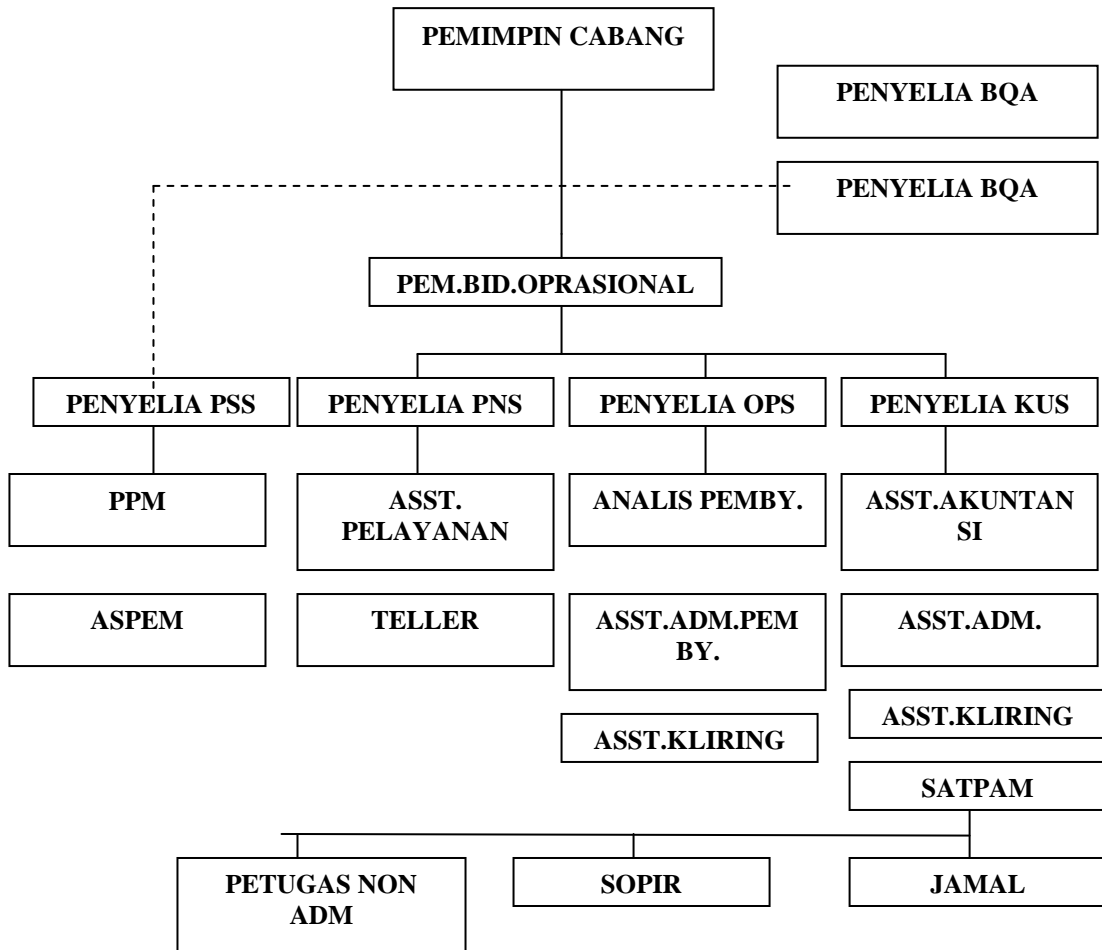 PEMIMPIN CABANG
PENYELIA BQA
PENYELIA BQA
PEM.BID.OPRASIONAL
PENYELIA PSS
PENYELIA PNS
PENYELIA OPS
PENYELIA KUS
PPM
ASST.
PELAYANAN
ANALIS PEMBY.
ASST.AKUNTAN
SI
ASPEM
TELLER
ASST.ADM.PEM
BY.
ASST.ADM.
ASST.KLIRING
ASST.KLIRING
SATPAM
PETUGAS NON
ADM
SOPIR
JAMAL